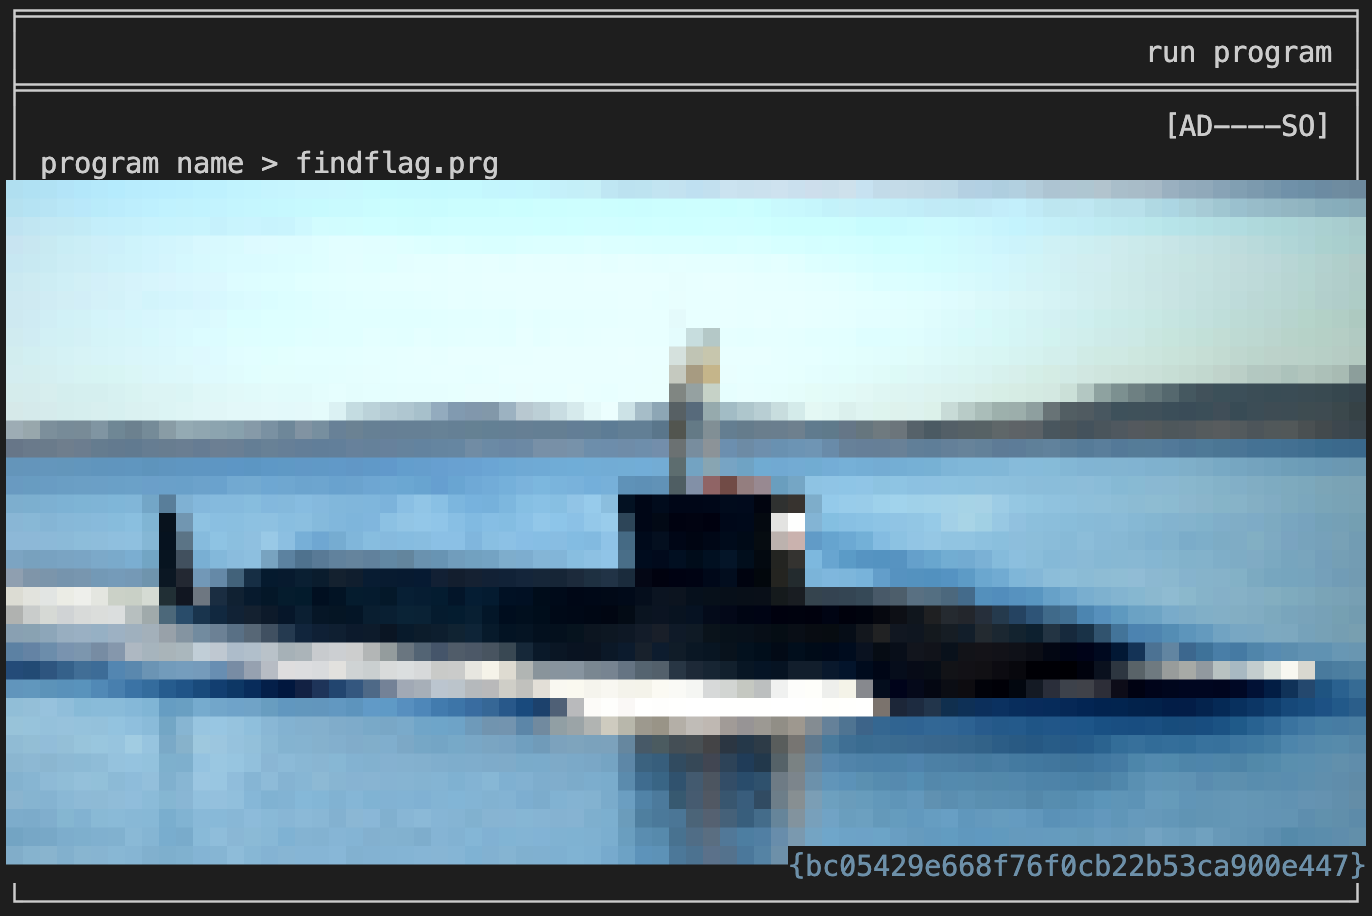 run program
[AD----SO]
program name > findflag.prg
{bc05429e668f76f0cb22b53ca900e447}